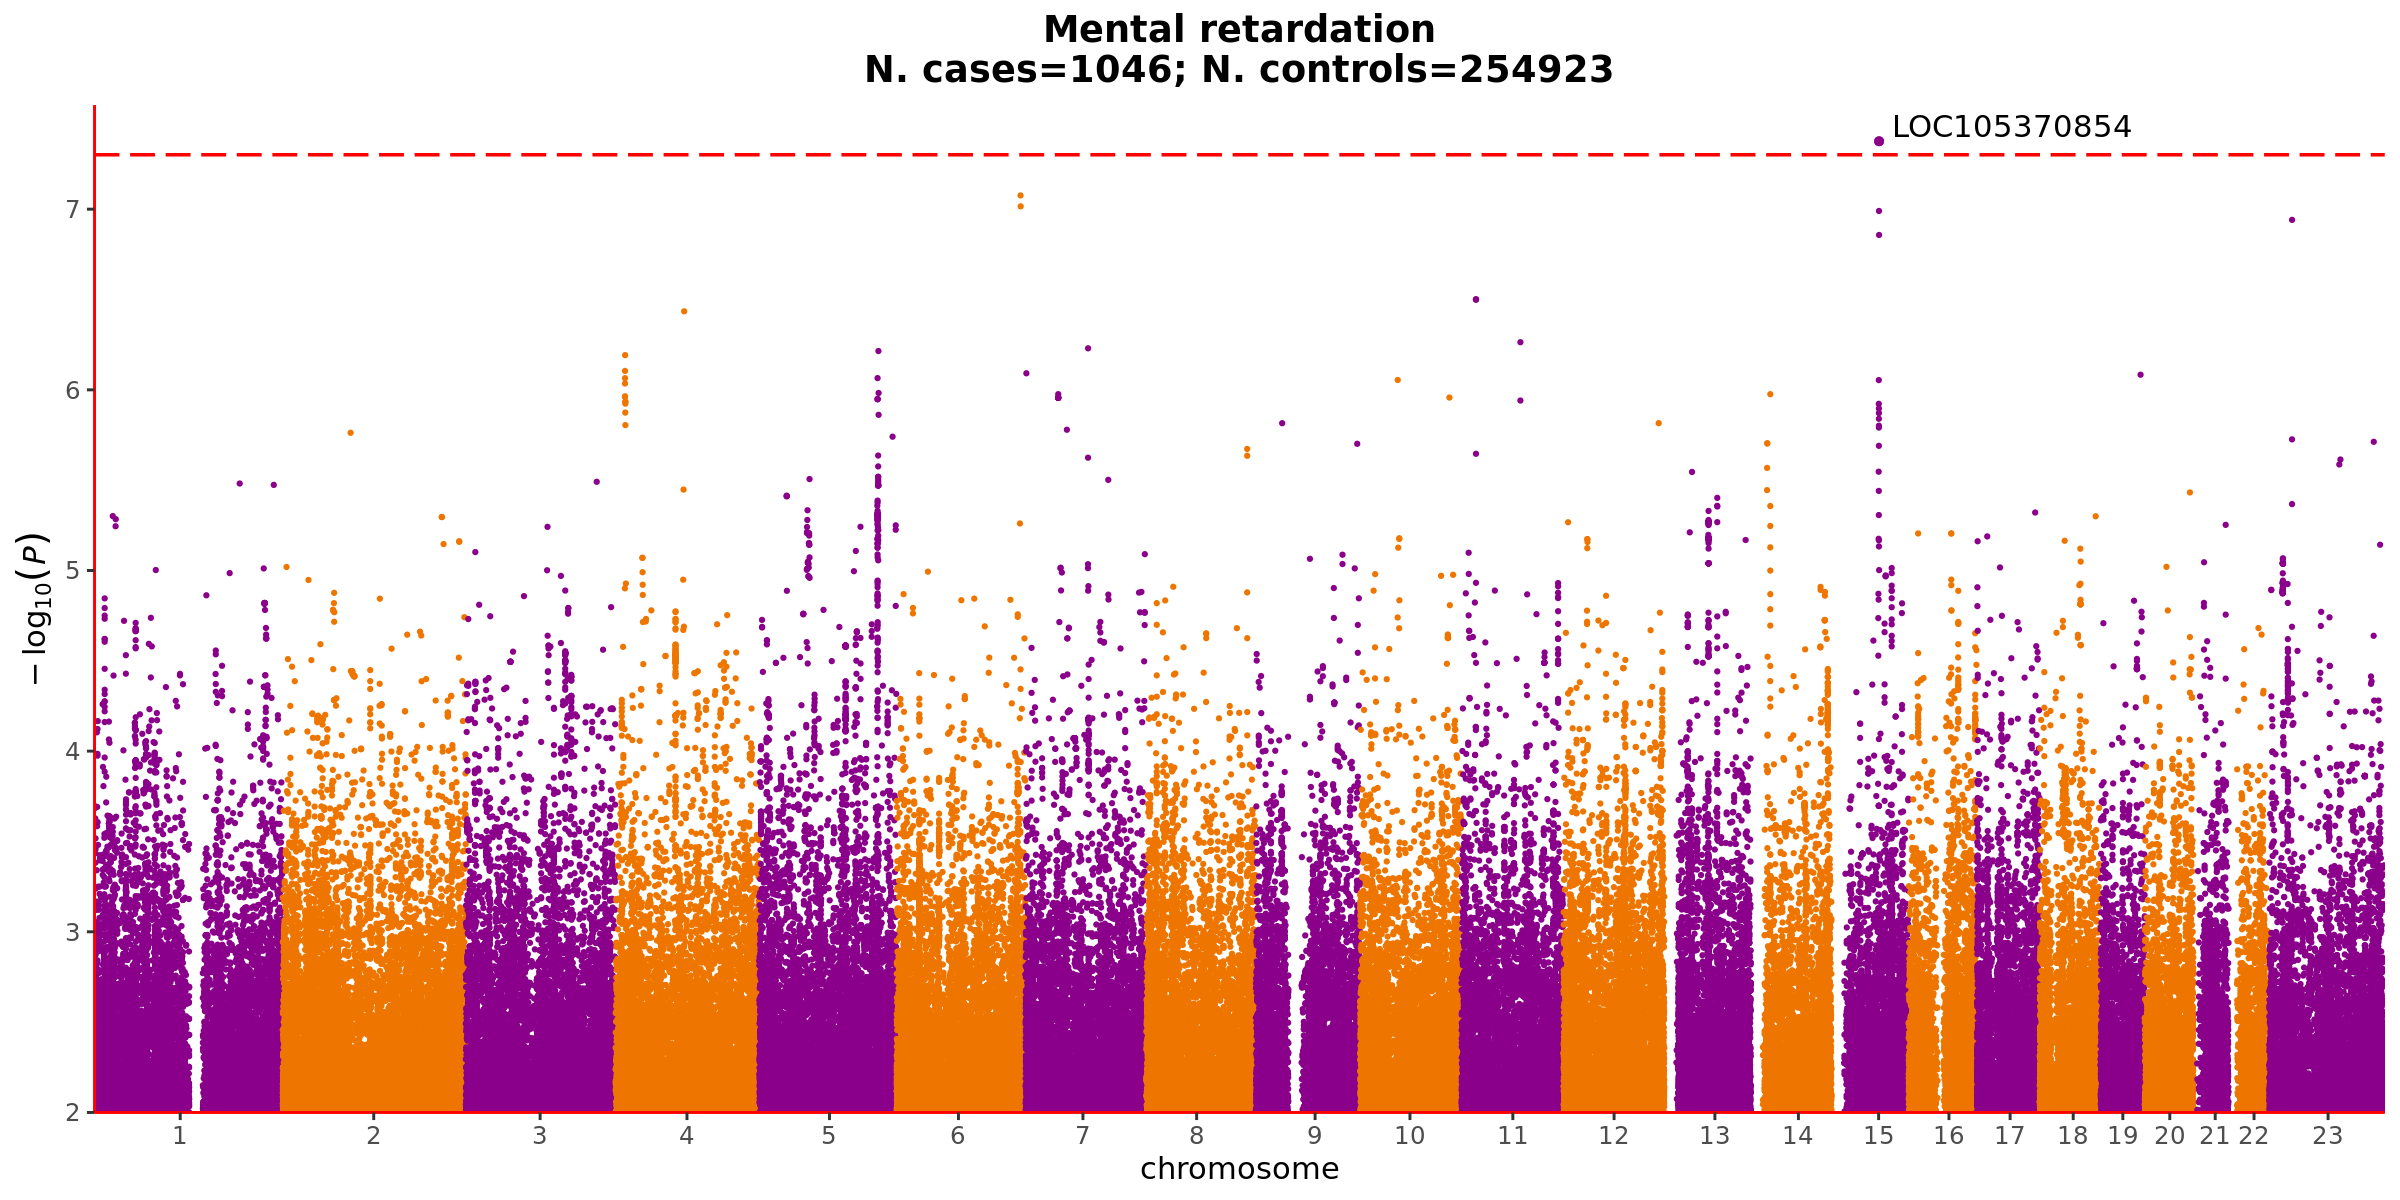 Mental retardation
N. cases=1046; N. controls=254923
LOC105370854
7
6
5
4
3
2
−log10(P)
1 2 3 4 5 6 7 8 9 10 11 12 13 14 15 16 17 18 19 20 21 22 23
chromosome